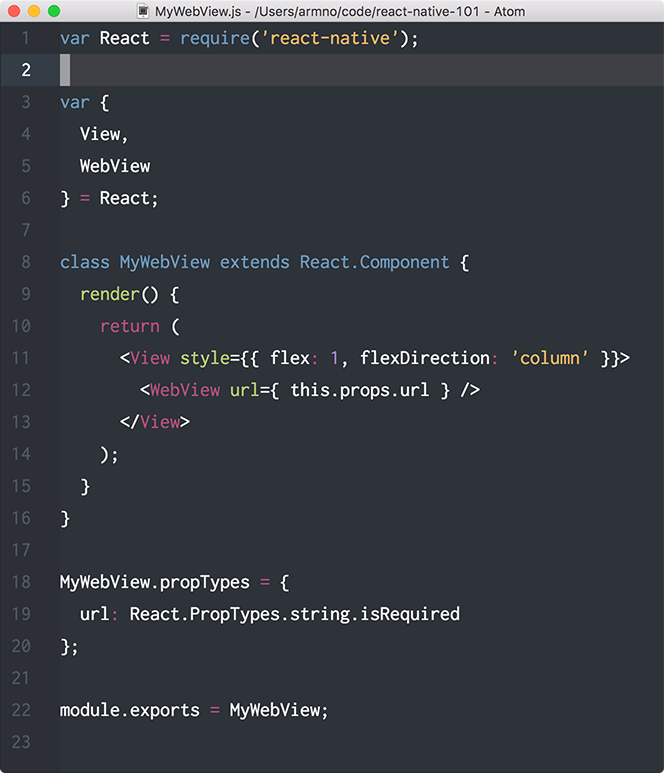 MyWebView.js - /Users/armno/code/react-native-101 - Atom
1 var React = require('react-native');
2
3 var {
4   View,
5   WebView
6 } = React;
7
8 class MyWebView extends React.Component {
9   render() {
10     return (
11       <View style={{ flex: 1, flexDirection: 'column' }}>
12         <WebView url={ this.props.url } />
13       </View>
14     );
15   }
16 }
17
18 MyWebView.propTypes = {
19   url: React.PropTypes.string.isRequired
20 };
21
22 module.exports = MyWebView;
23